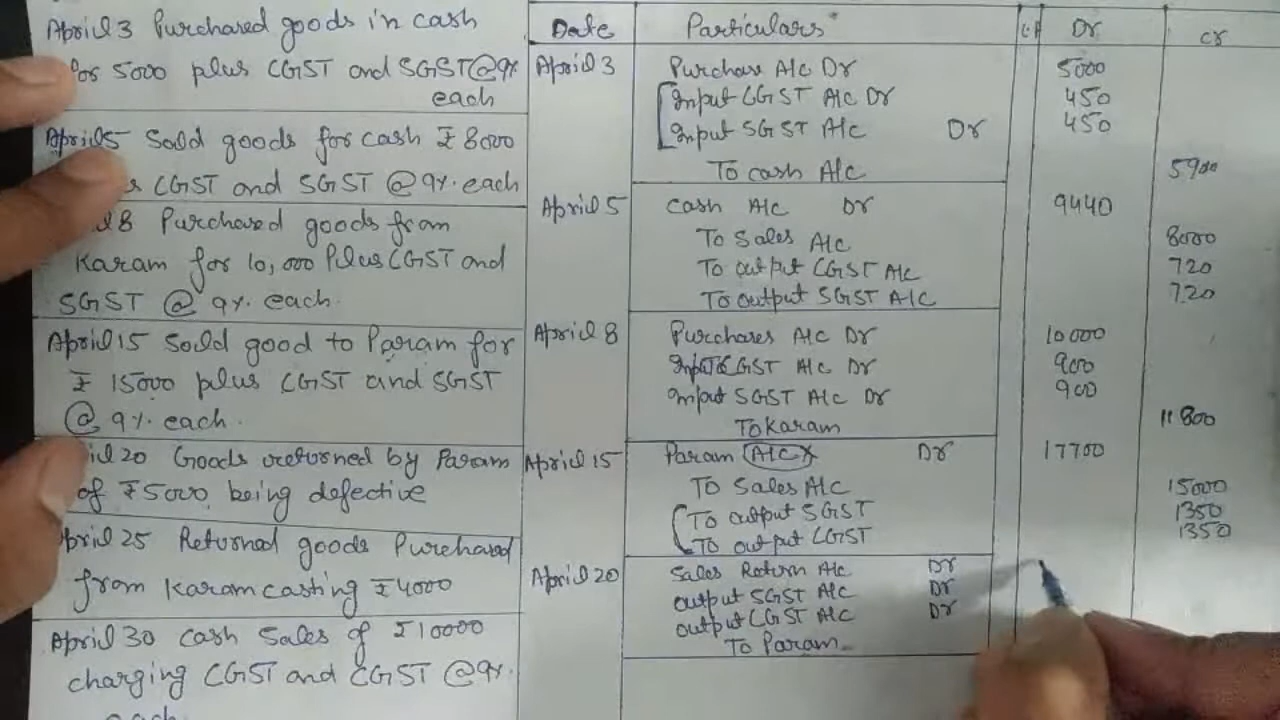 April 3 Purchased goods in cash
for 5000 plus CGST and SGST@9%
each
April 5 Sold goods for cash ₹ 8000
CGST and SGST @ 9%. each
8 Purchased goods from
Karam for 10,000 Plus CGST and
SGST @ 9%. each.
April 15 Sold good to Param for
₹ 15000 plus CGST and SGST
@ 9%. each.
20 Goods returned by Param
of ₹5000 being defective
April 25 Returned goods Purchased
from Karam casting ₹4000
April 30 Cash Sales of ₹10000
charging CGST and CGST @9%.
each
Date Particulars L.F Dr Cr
April 3 Purchase A/c Dr 5000
Input CGST A/c Dr 450
Input SGST A/c Dr 450
To cash A/c 5900
April 5 Cash A/c Dr 9440
To Sales A/c 8000
To output CGST A/c 720
To output SGST A/c 720
April 8 Purchases A/c Dr 10000
Input CGST A/c Dr 900
Input SGST A/c Dr 900
To Karam 11800
April 15 Param A/c x Dr 17700
To Sales A/c 15000
To output SGST 1350
To output CGST 1350
April 20 Sales Return A/c Dr
output SGST A/c Dr
output CGST A/c Dr
To Param